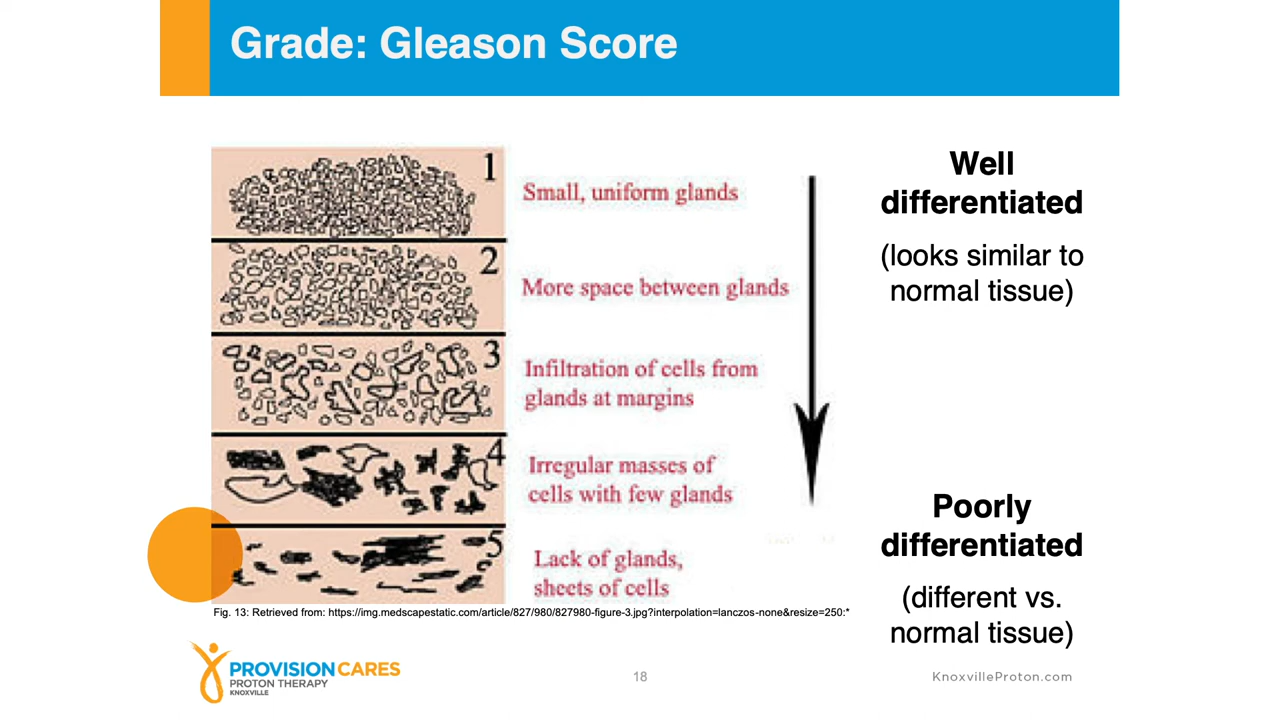 Grade: Gleason Score
1
Small, uniform glands
2
More space between glands
3
Infiltration of cells from
glands at margins
4
Irregular masses of
cells with few glands
5
Lack of glands,
sheets of cells
Well
differentiated
(looks similar to
normal tissue)
Poorly
differentiated
(different vs.
normal tissue)
Fig. 13: Retrieved from: https://img.medscapestatic.com/article/827/980/827980-figure-3.jpg?interpolation=lanczos-none&resize=250:*
PROVISION CARES
PROTON THERAPY
KNOXVILLE
18
KnoxvilleProton.com